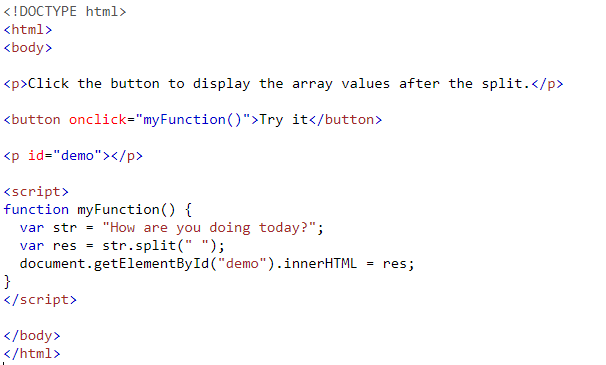 <!DOCTYPE html>
<html>
<body>
<p>Click the button to display the array values after the split.</p>
<button onclick="myFunction()">Try it</button>
<p id="demo"></p>
<script>
function myFunction() {
  var str = "How are you doing today?";
  var res = str.split(" ");
  document.getElementById("demo").innerHTML = res;
}
</script>
</body>
</html>